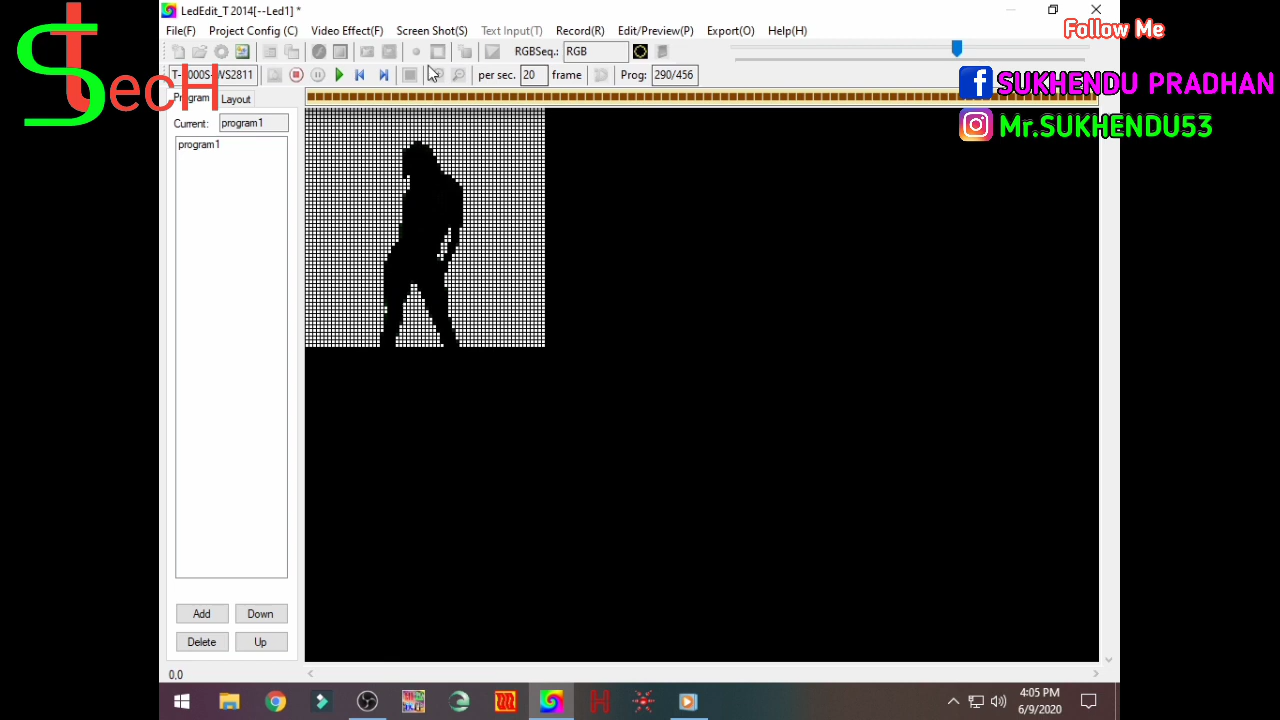 LedEdit_T 2014[--Led1] *
File(F) Project Config (C) Video Effect(F) Screen Shot(S) Text Input(T) Record(R) Edit/Preview(P) Export(O) Help(H)
Follow Me
RGBSeq.: RGB
per sec. 20 frame Prog: 290/456
SUKHENDU PRADHAN
STecH
Program Layout
Current: program1
Mr.SUKHENDU53
program1
Add Down
Delete Up
0.0
4:05 PM
6/9/2020